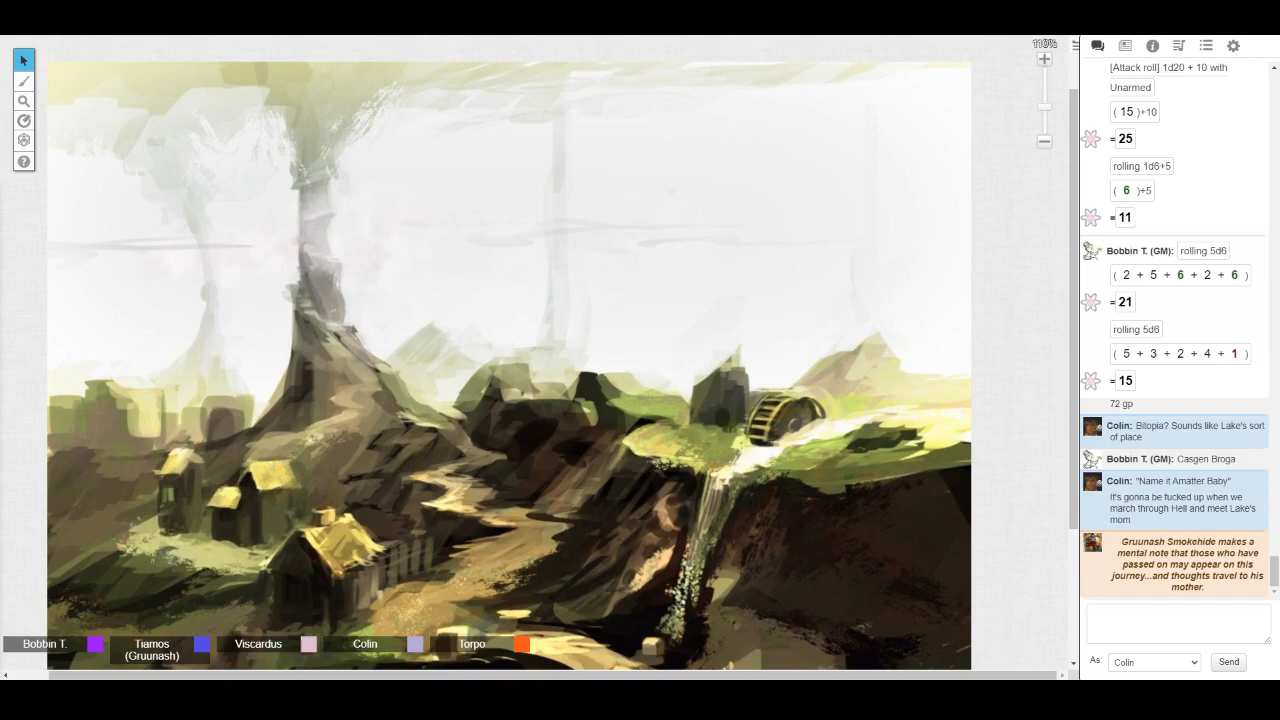 110%
[Attack roll] 1d20 + 10 with
Unarmed
( 15 )+10
= 25
rolling 1d6+5
( 6 )+5
= 11
Bobbin T. (GM): rolling 5d6
( 2 + 5 + 6 + 2 + 6 )
= 21
rolling 5d6
( 5 + 3 + 2 + 4 + 1 )
= 15
72 gp
Colin: Bitopia? Sounds like Lake's sort
of place
Bobbin T. (GM): Casgen Broga
Colin: "Name it Amatter Baby"
It's gonna be fucked up when we
march through Hell and meet Lake's
mom
Gruunash Smokehide makes a
mental note that those who have
passed on may appear on this
journey...and thoughts travel to his
mother.
Bobbin T.
Tiamos
(Gruunash)
Viscardus
Colin
Torpo
As: Colin
Send